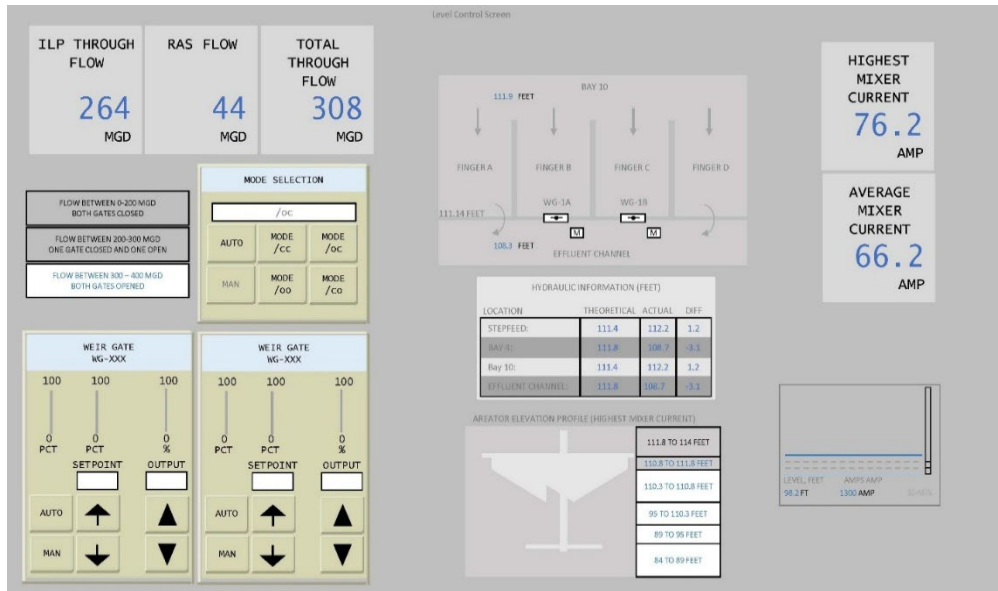 Level Control Screen
ILP THROUGH
FLOW
264
MGD
RAS FLOW
44
MGD
TOTAL
THROUGH
FLOW
308
MGD
FLOW BETWEEN 0-200 MGD
BOTH GATES CLOSED
FLOW BETWEEN 200-300 MGD
ONE GATE CLOSED AND ONE OPEN
FLOW BETWEEN 300 – 400 MGD
BOTH GATES OPENED
MODE SELECTION
/oc
AUTO
MODE
/cc
MODE
/oc
MAN
MODE
/oo
MODE
/co
WEIR GATE
WG-XXX
100 100 100
0 0 0
PCT PCT %
SETPOINT OUTPUT
AUTO
MAN
WEIR GATE
WG-XXX
100 100 100
0 0 0
PCT PCT %
SETPOINT OUTPUT
AUTO
MAN
BAY 10
111.9 FEET
FINGER A FINGER B FINGER C FINGER D
WG-1A WG-1B
111.14 FEET
M M
108.3 FEET
EFFLUENT CHANNEL
HYDRAULIC INFORMATION (FEET)
LOCATION THEORETICAL ACTUAL DIFF
STEPFEED: 111.4 112.2 1.2
BAY 4: 111.8 108.7 -3.1
Bay 10: 111.4 112.2 1.2
EFFLUENT CHANNEL: 111.8 108.7 -3.1
AREATOR ELEVATION PROFILE (HIGHEST MIXER CURRENT)
111.8 TO 114 FEET
110.8 TO 111.8 FEET
110.3 TO 110.8 FEET
95 TO 110.3 FEET
89 TO 95 FEET
84 TO 89 FEET
HIGHEST
MIXER
CURRENT
76.2
AMP
AVERAGE
MIXER
CURRENT
66.2
AMP
LEVEL, FEET AMPS AMP
98.2 FT 1300 AMP